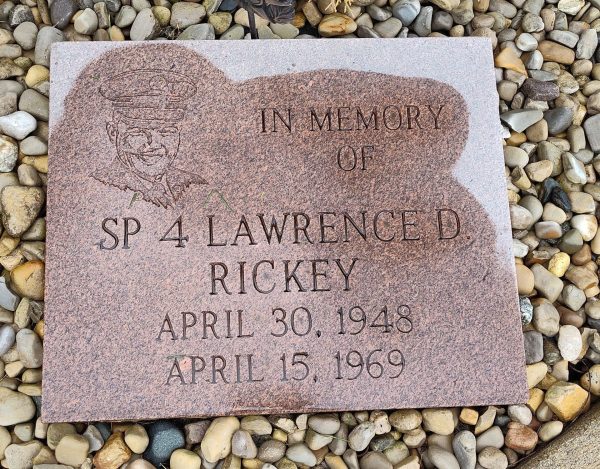 IN MEMORY
OF
SP 4 LAWRENCE D.
RICKEY
APRIL 30, 1948
APRIL 15, 1969